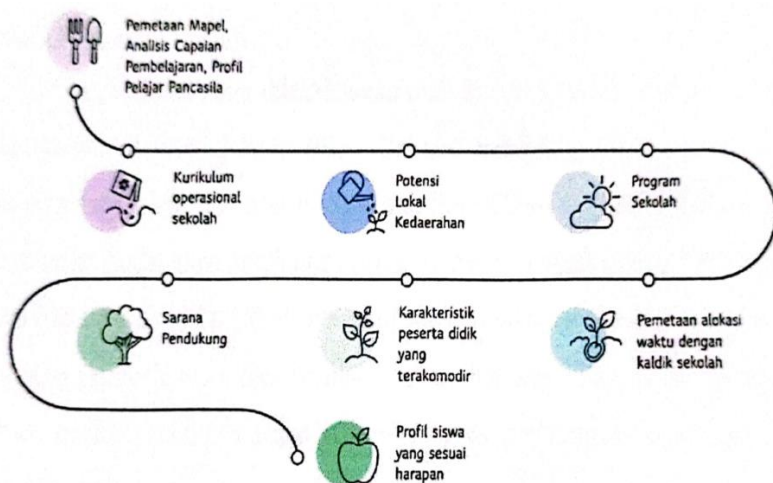 Pemetaan Mapel,
Analisis Capaian
Pembelajaran, Profil
Pelajar Pancasila
Kurikulum
operasional
sekolah
Potensi
Lokal
Kedaerahan
Program
Sekolah
Sarana
Pendukung
Karakteristik
peserta didik
yang
terakomodir
Pemetaan alokasi
waktu dengan
kaldik sekolah
Profil siswa
yang sesuai
harapan